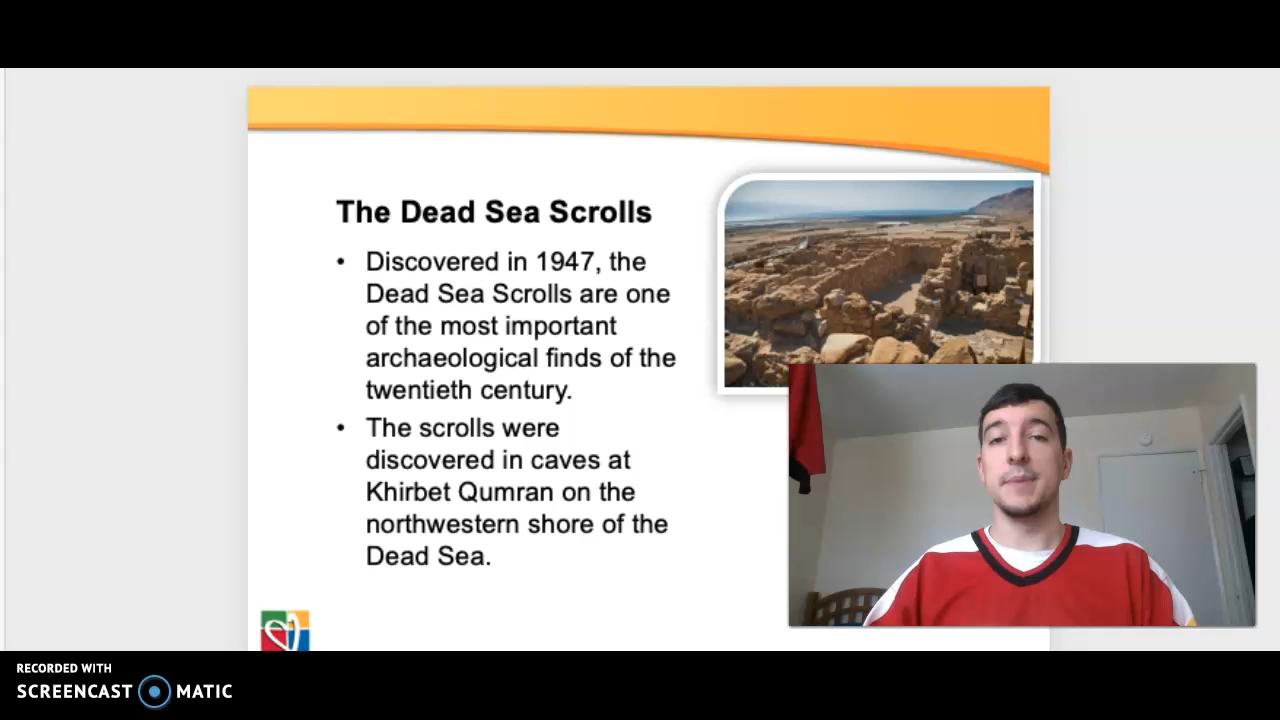 The Dead Sea Scrolls
• Discovered in 1947, the
Dead Sea Scrolls are one
of the most important
archaeological finds of the
twentieth century.
• The scrolls were
discovered in caves at
Khirbet Qumran on the
northwestern shore of the
Dead Sea.
RECORDED WITH
SCREENCAST MATIC